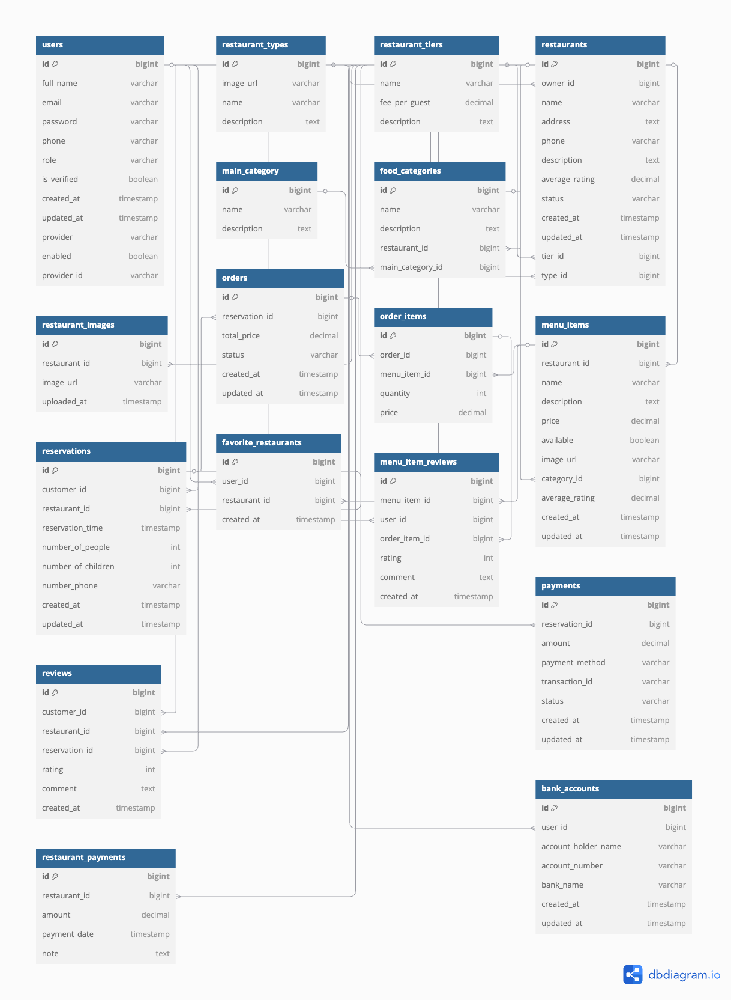 users
id bigint
full_name varchar
email varchar
password varchar
phone varchar
role varchar
is_verified boolean
created_at timestamp
updated_at timestamp
provider varchar
enabled boolean
provider_id varchar
restaurant_types
id bigint
image_url varchar
name varchar
description text
restaurant_tiers
id bigint
name varchar
fee_per_guest decimal
description text
restaurants
id bigint
owner_id bigint
name varchar
address text
phone varchar
description text
average_rating decimal
status varchar
created_at timestamp
updated_at timestamp
tier_id bigint
type_id bigint
main_category
id bigint
name varchar
description text
food_categories
id bigint
name varchar
description text
restaurant_id bigint
main_category_id bigint
orders
id bigint
reservation_id bigint
total_price decimal
status varchar
created_at timestamp
updated_at timestamp
order_items
id bigint
order_id bigint
menu_item_id bigint
quantity int
price decimal
restaurant_images
id bigint
restaurant_id bigint
image_url varchar
uploaded_at timestamp
menu_items
id bigint
restaurant_id bigint
name varchar
description text
price decimal
available boolean
image_url varchar
category_id bigint
average_rating decimal
created_at timestamp
updated_at timestamp
reservations
id bigint
customer_id bigint
restaurant_id bigint
reservation_time timestamp
number_of_people int
number_of_children int
number_phone varchar
created_at timestamp
updated_at timestamp
favorite_restaurants
id bigint
user_id bigint
restaurant_id bigint
created_at timestamp
menu_item_reviews
id bigint
menu_item_id bigint
user_id bigint
order_item_id bigint
rating int
comment text
created_at timestamp
payments
id bigint
reservation_id bigint
amount decimal
payment_method varchar
transaction_id varchar
status varchar
created_at timestamp
updated_at timestamp
reviews
id bigint
customer_id bigint
restaurant_id bigint
reservation_id bigint
rating int
comment text
created_at timestamp
bank_accounts
id bigint
user_id bigint
account_holder_name varchar
account_number varchar
bank_name varchar
created_at timestamp
updated_at timestamp
restaurant_payments
id bigint
restaurant_id bigint
amount decimal
payment_date timestamp
note text
dbdiagram.io